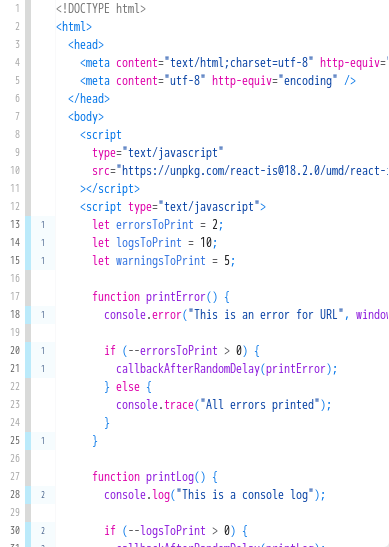 1 <!DOCTYPE html>
2 <html>
3 <head>
4 <meta content="text/html;charset=utf-8" http-equiv="
5 <meta content="utf-8" http-equiv="encoding" />
6 </head>
7 <body>
8 <script
9 type="text/javascript"
10 src="https://unpkg.com/react-is@18.2.0/umd/react-
11 ></script>
12 <script type="text/javascript">
13 1 let errorsToPrint = 2;
14 1 let logsToPrint = 10;
15 1 let warningsToPrint = 5;
16
17 function printError() {
18 1 console.error("This is an error for URL", window
19
20 1 if (--errorsToPrint > 0) {
21 1 callbackAfterRandomDelay(printError);
22 } else {
23 console.trace("All errors printed");
24 }
25 1 }
26
27 function printLog() {
28 2 console.log("This is a console log");
29
30 2 if (--logsToPrint > 0) {